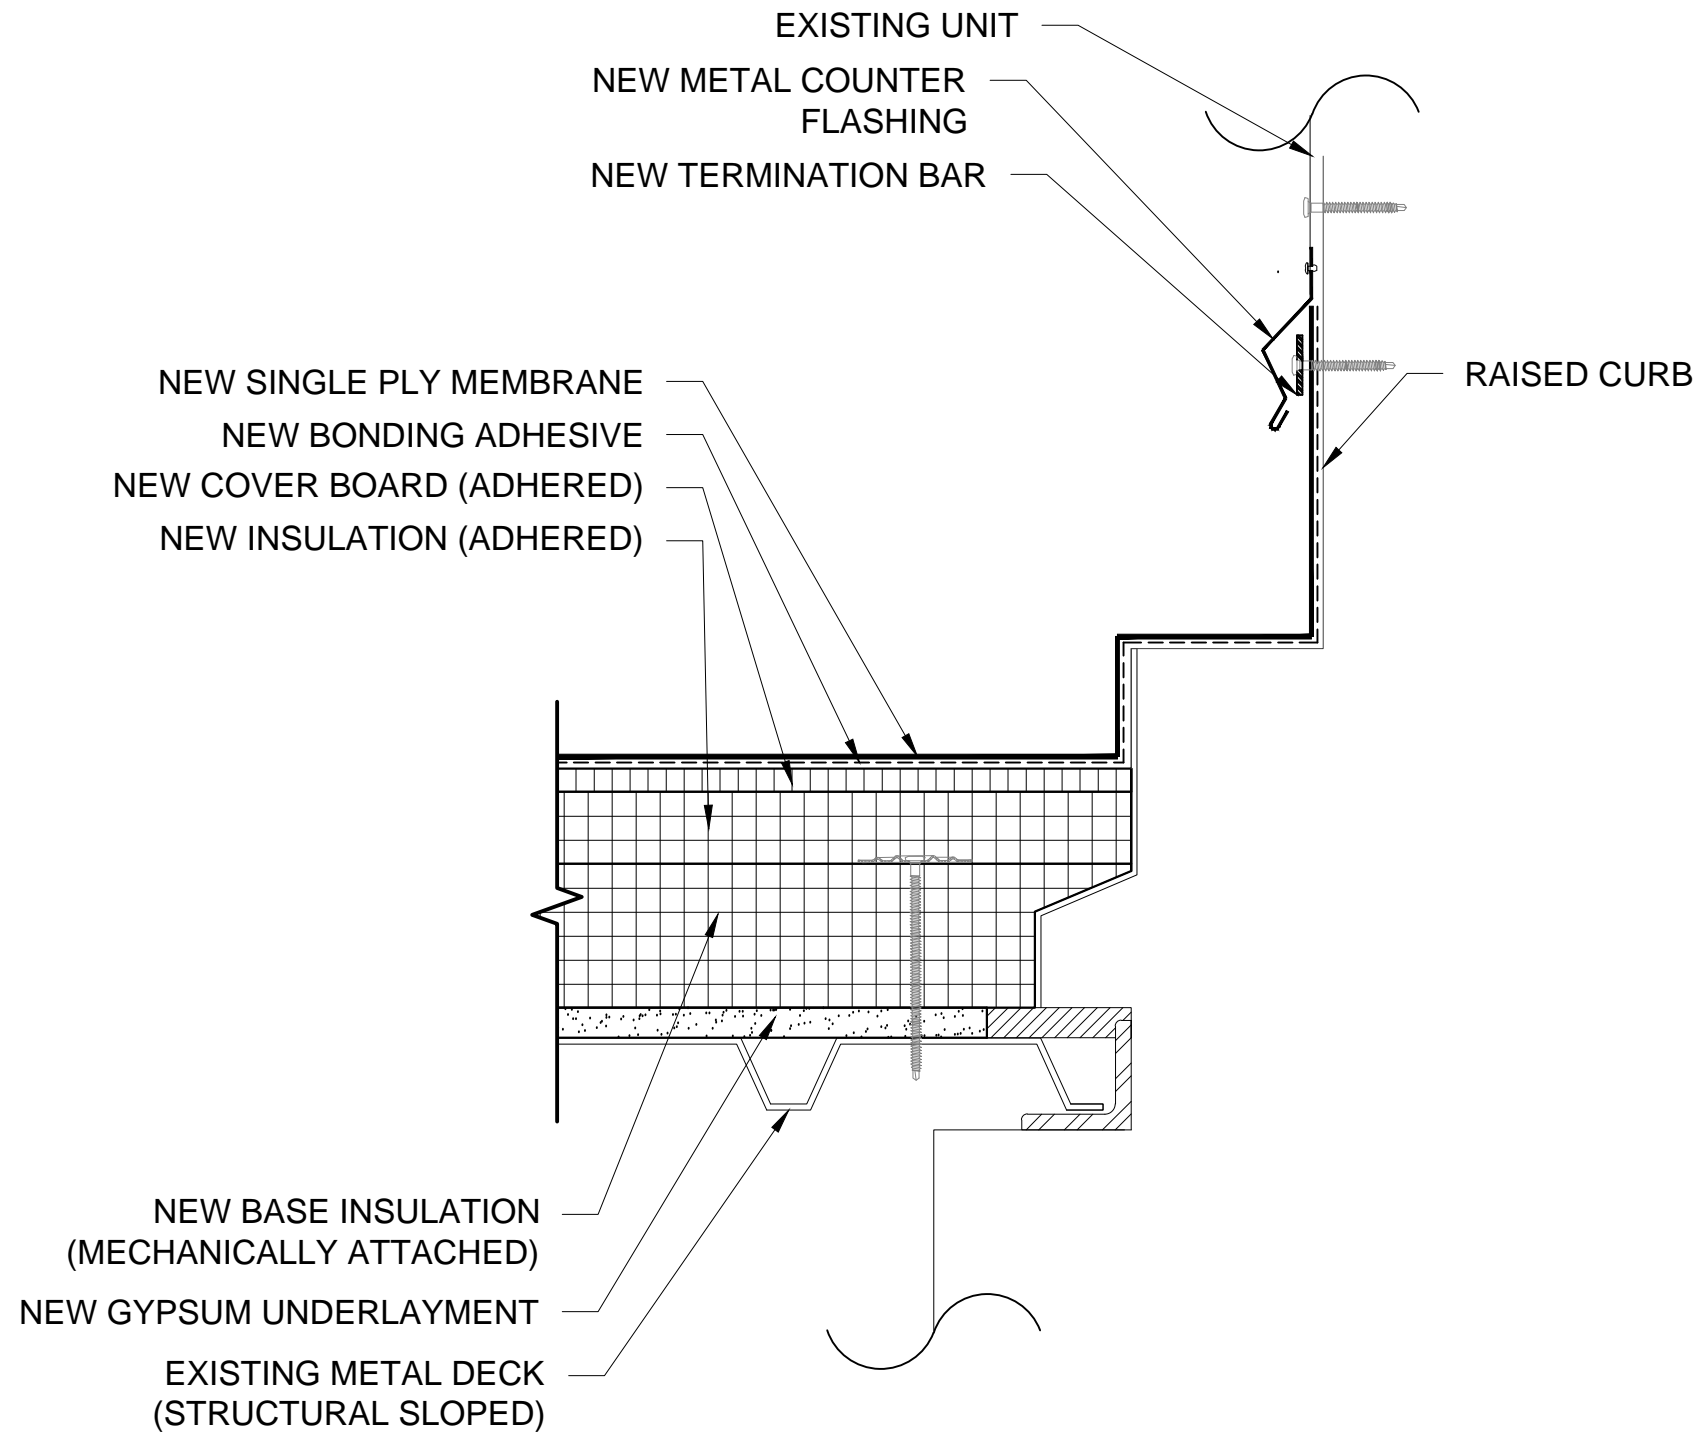 EXISTING UNIT
NEW METAL COUNTER
FLASHING
NEW TERMINATION BAR
RAISED CURB
NEW SINGLE PLY MEMBRANE
NEW BONDING ADHESIVE
NEW COVER BOARD (ADHERED)
NEW INSULATION (ADHERED)
NEW BASE INSULATION
(MECHANICALLY ATTACHED)
NEW GYPSUM UNDERLAYMENT
EXISTING METAL DECK
(STRUCTURAL SLOPED)